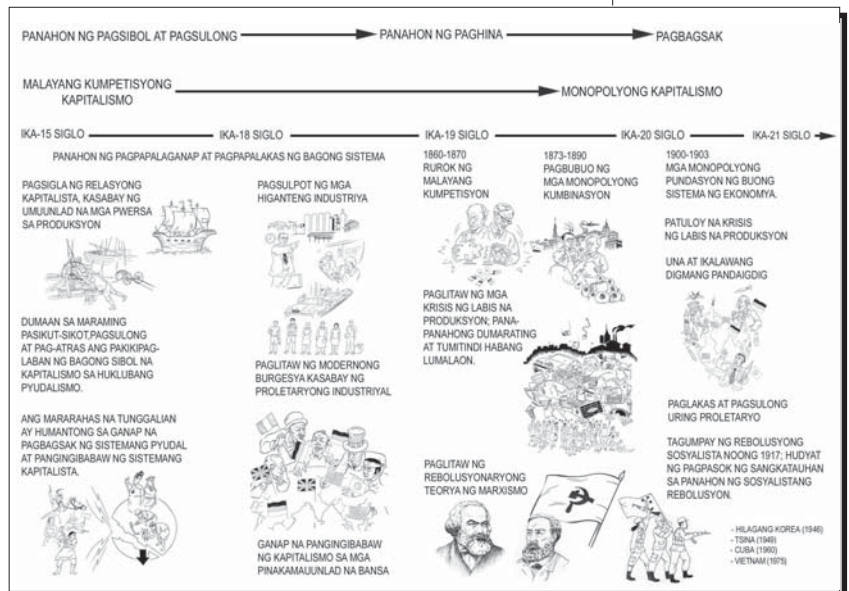 PANAHON NG PAGSIBOL AT PAGSULONG
PANAHON NG PAGHINA
PAGBAGSAK
MALAYANG KUMPETISYONG
KAPITALISMO
MONOPOLYONG KAPITALISMO
IKA-15 SIGLO
IKA-18 SIGLO
IKA-19 SIGLO
IKA-20 SIGLO
IKA-21 SIGLO
PANAHON NG PAGPAPALAGANAP AT PAGPAPALAKAS NG BAGONG SISTEMA
PAGSIGLA NG RELASYONG
KAPITALISTA, KASABAY NG
UMUUNLAD NA MGA PWERSA
SA PRODUKSYON
DUMAAN SA MARAMING
PASIKUT-SIKOT,PAGSULONG
AT PAG-ATRAS ANG PAKIKIPAG-
LABAN NG BAGONG SIBOL NA
KAPITALISMO SA HUKLUBANG
PYUDALISMO.
ANG MARARAHAS NA TUNGGALIAN
AY HUMANTONG SA GANAP NA
PAGBAGSAK NG SISTEMANG PYUDAL
AT PANGINGIBABAW NG SISTEMANG
KAPITALISTA.
PAGSULPOT NG MGA
HIGANTENG INDUSTRIYA
PAGLITAW NG MODERNONG
BURGESYA KASABAY NG
PROLETARYONG INDUSTRIYAL
GANAP NA PANGINGIBABAW
NG KAPITALISMO SA MGA
PINAKAMAUUNLAD NA BANSA
1860-1870
RUROK NG
MALAYANG
KUMPETISYON
PAGLITAW NG MGA
KRISIS NG LABIS NA
PRODUKSYON; PANA-
PANAHONG DUMARATING
AT TUMITINDI HABANG
LUMALAON.
PAGLITAW NG
REBOLUSYONARYONG
TEORYA NG MARXISMO
1873-1890
PAGBUBUO NG
MGA MONOPOLYONG
KUMBINASYON
1900-1903
MGA MONOPOLYONG
PUNDASYON NG BUONG
SISTEMA NG EKONOMYA.
PATULOY NA KRISIS
NG LABIS NA PRODUKSYON
UNA AT IKALAWANG
DIGMANG PANDAIGDIG
PAGLAKAS AT PAGSULONG
URING PROLETARYO
TAGUMPAY NG REBOLUSYONG
SOSYALISTA NOONG 1917; HUDYAT
NG PAGPASOK NG SANGKATAUHAN
SA PANAHON NG SOSYALISTANG
REBOLUSYON.
- HILAGANG KOREA (1946)
- TSINA (1949)
- CUBA (1960)
- VIETNAM (1975)